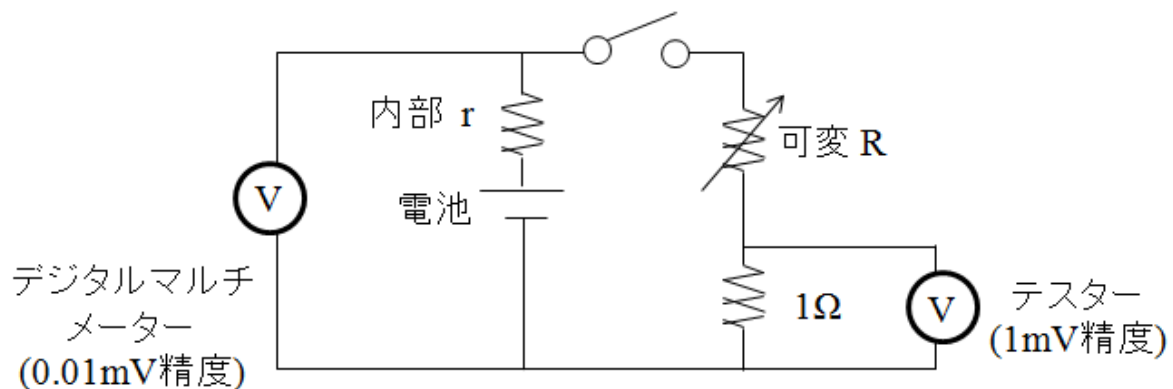 内部 r
可変 R
V
電池
デジタルマルチ
メーター
(0.01mV精度)
1Ω
V
テスター
(1mV精度)